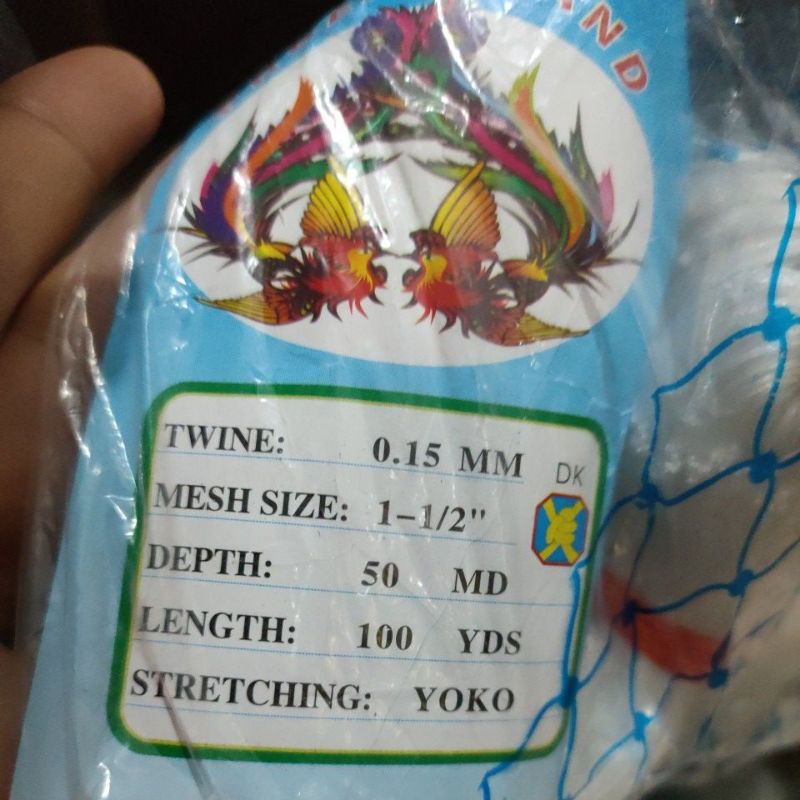 TWINE: 0.15 MM
DK
MESH SIZE: 1-1/2"
DEPTH: 50 MD
LENGTH: 100 YDS
STRETCHING: YOKO